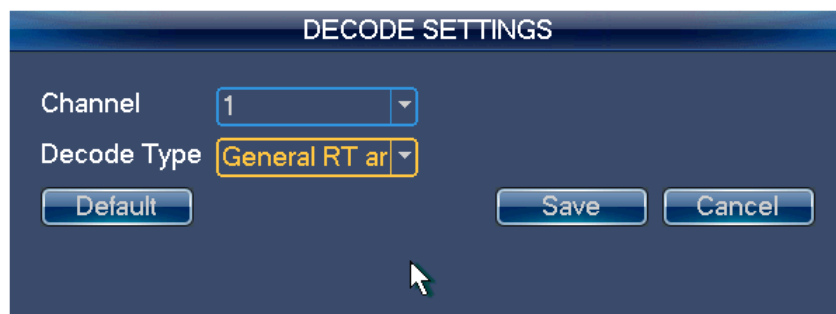 DECODE SETTINGS
Channel 1
Decode Type General RT ar
Default Save Cancel